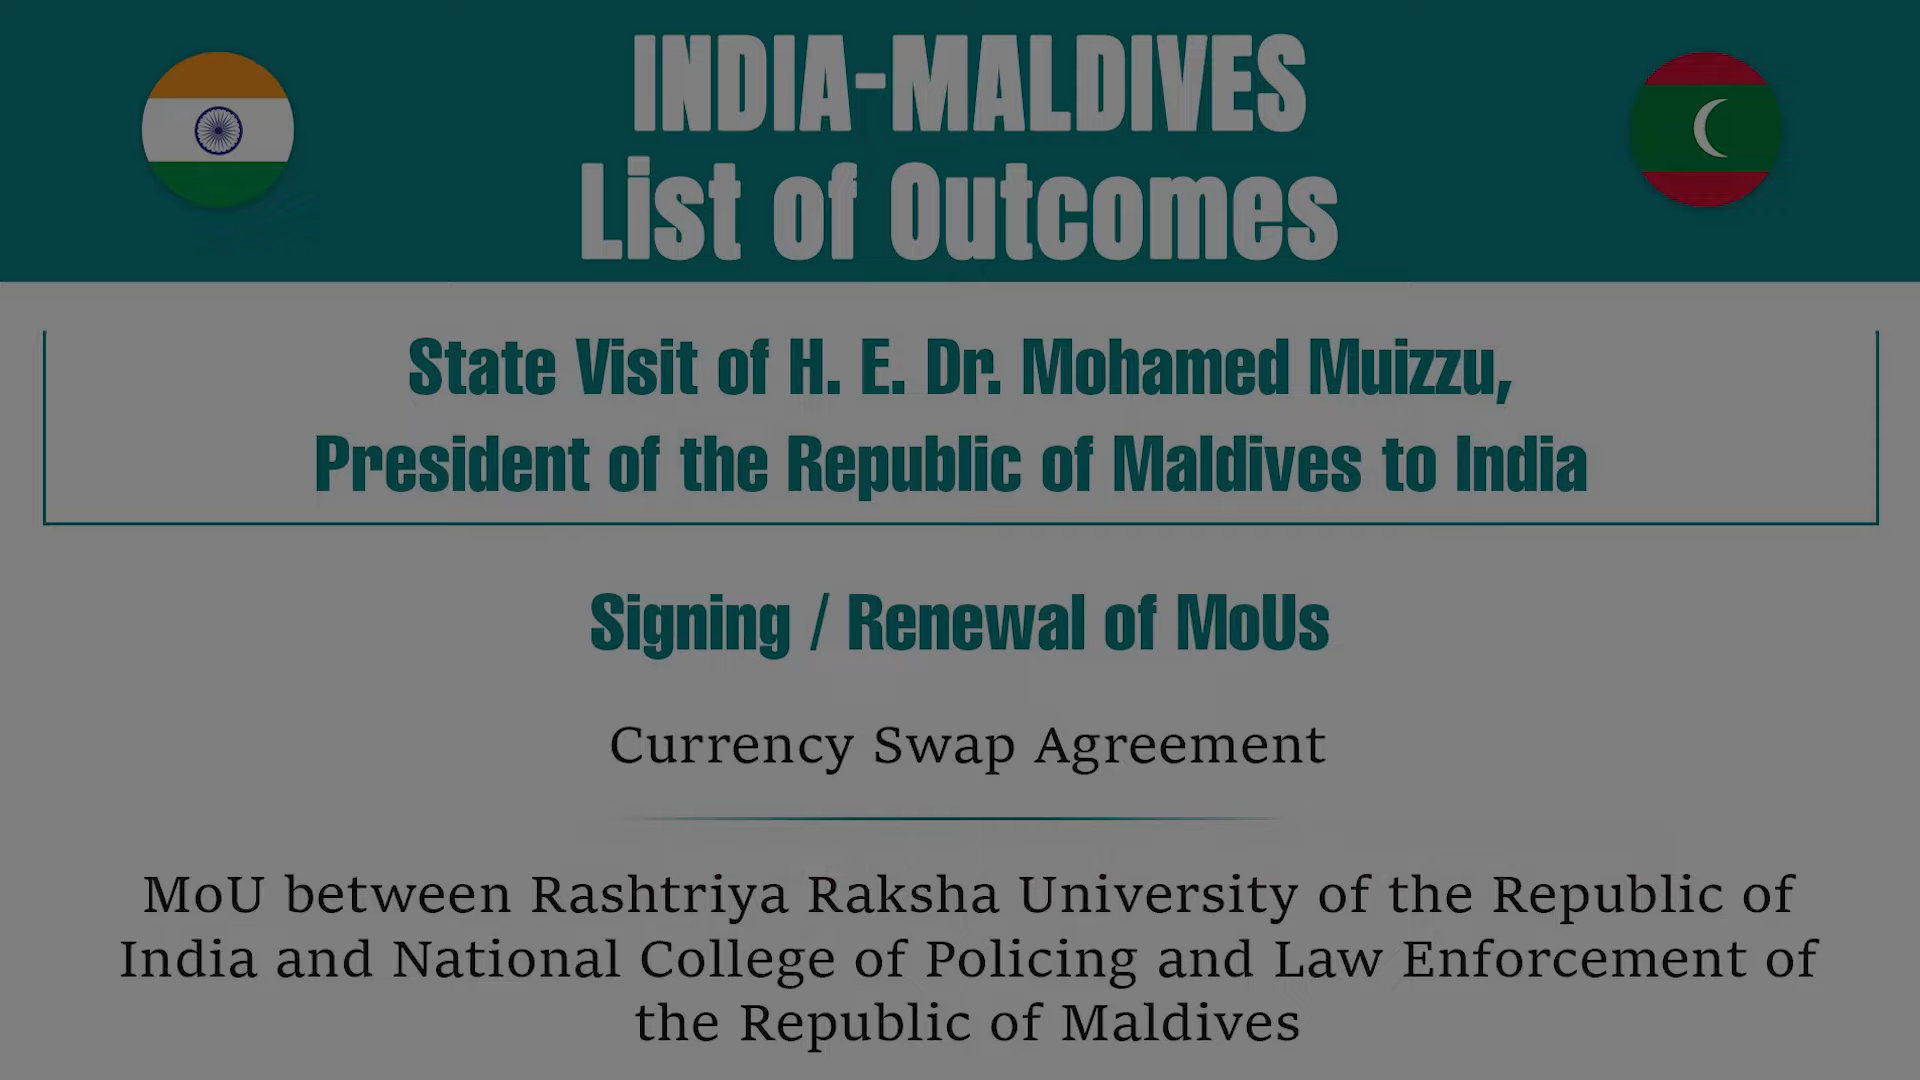 INDIA-MALDIVES
List of Outcomes
State Visit of H. E. Dr. Mohamed Muizzu,
President of the Republic of Maldives to India
Signing / Renewal of MoUs
Currency Swap Agreement
MoU between Rashtriya Raksha University of the Republic of
India and National College of Policing and Law Enforcement of
the Republic of Maldives